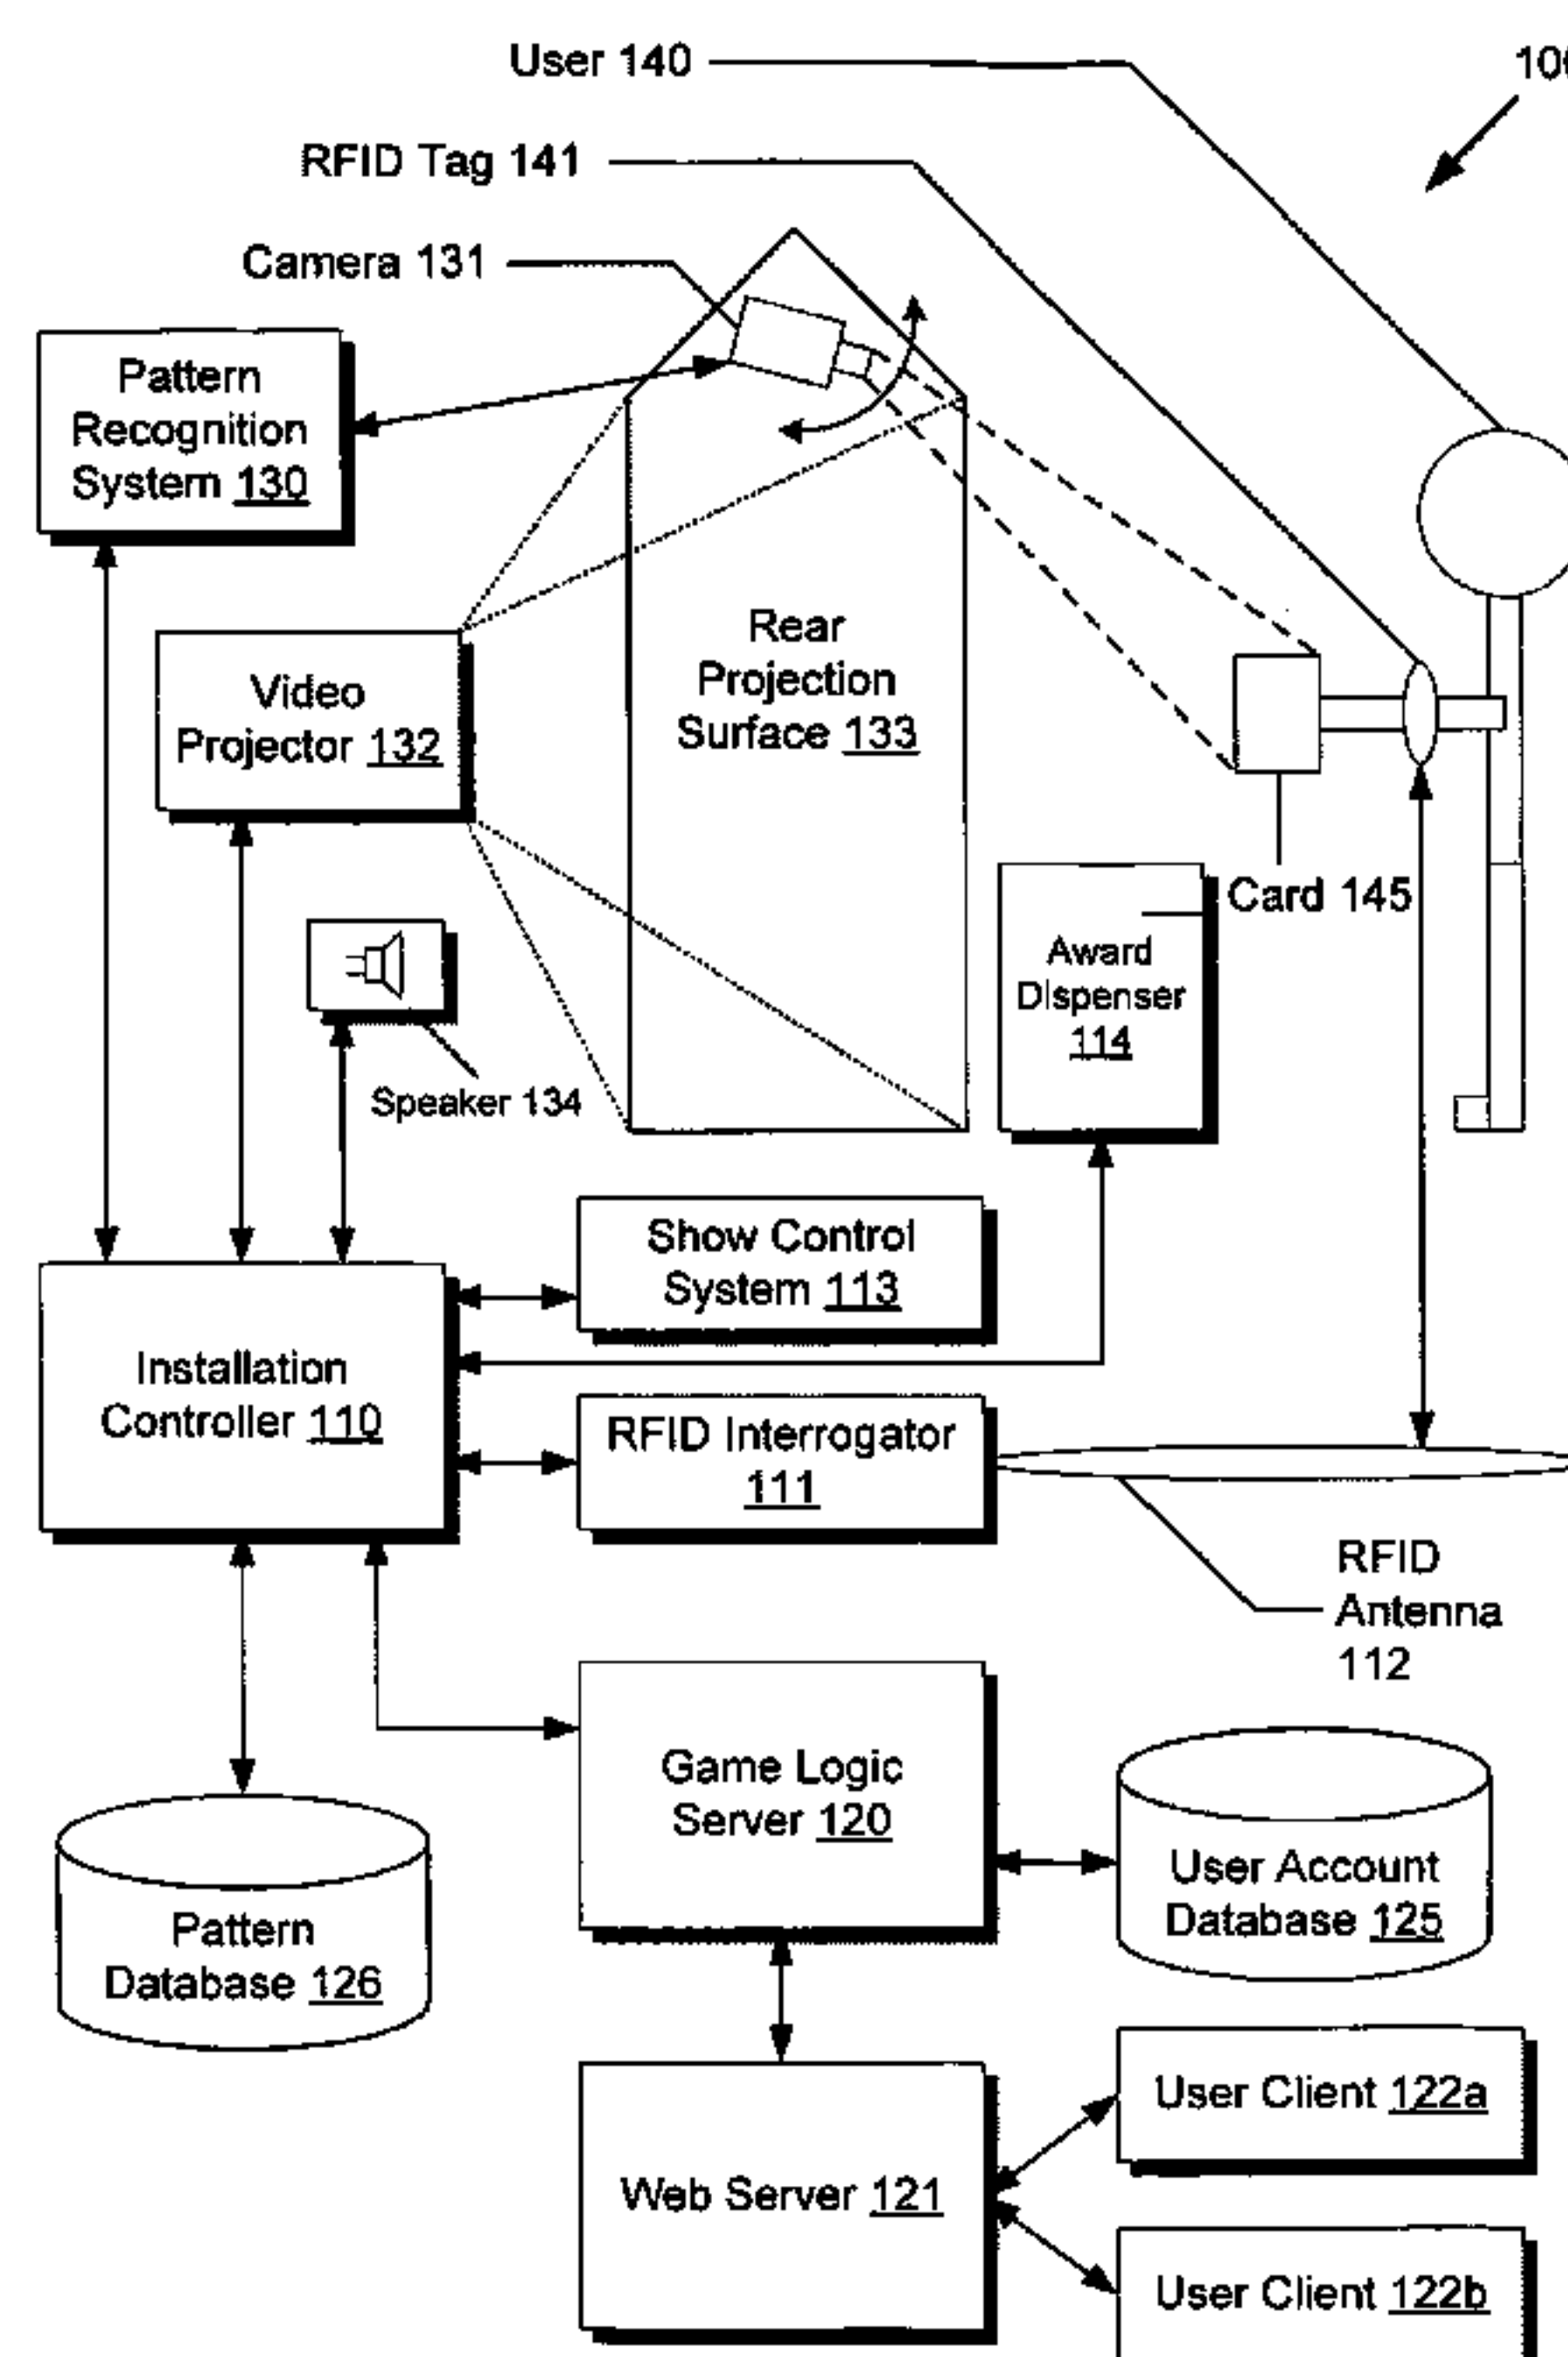 User 140
100
RFID Tag 141
Camera 131
Pattern
Recognition
System 130
Rear
Projection
Surface 133
Video
Projector 132
Card 145
Award
Dispenser
114
Speaker 134
Show Control
System 113
Installation
Controller 110
RFID Interrogator
111
RFID
Antenna
112
Game Logic
Server 120
User Account
Database 125
Pattern
Database 126
User Client 122a
Web Server 121
User Client 122b